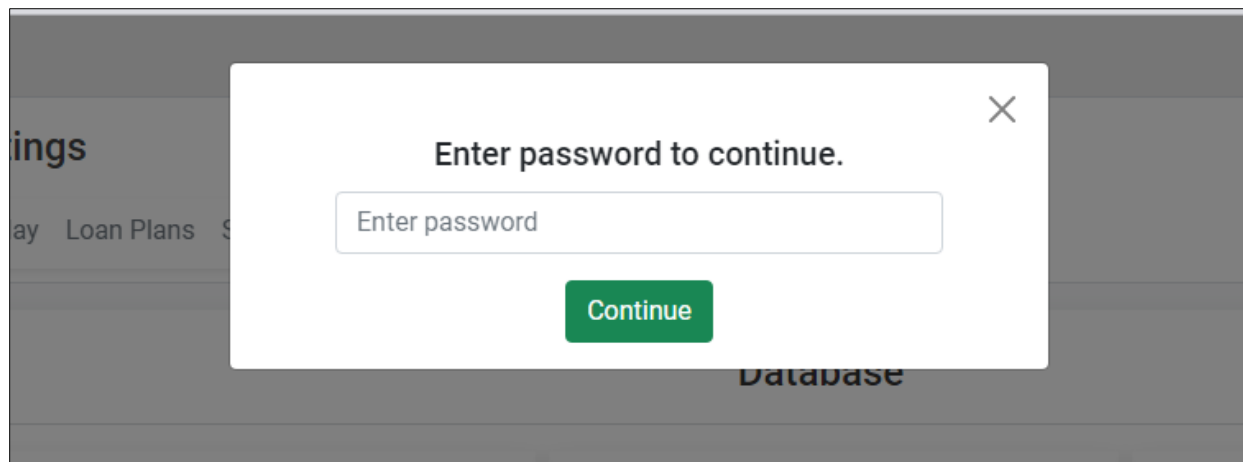 Enter password to continue.
tings
Enter password
ay Loan Plans S
Continue
Database